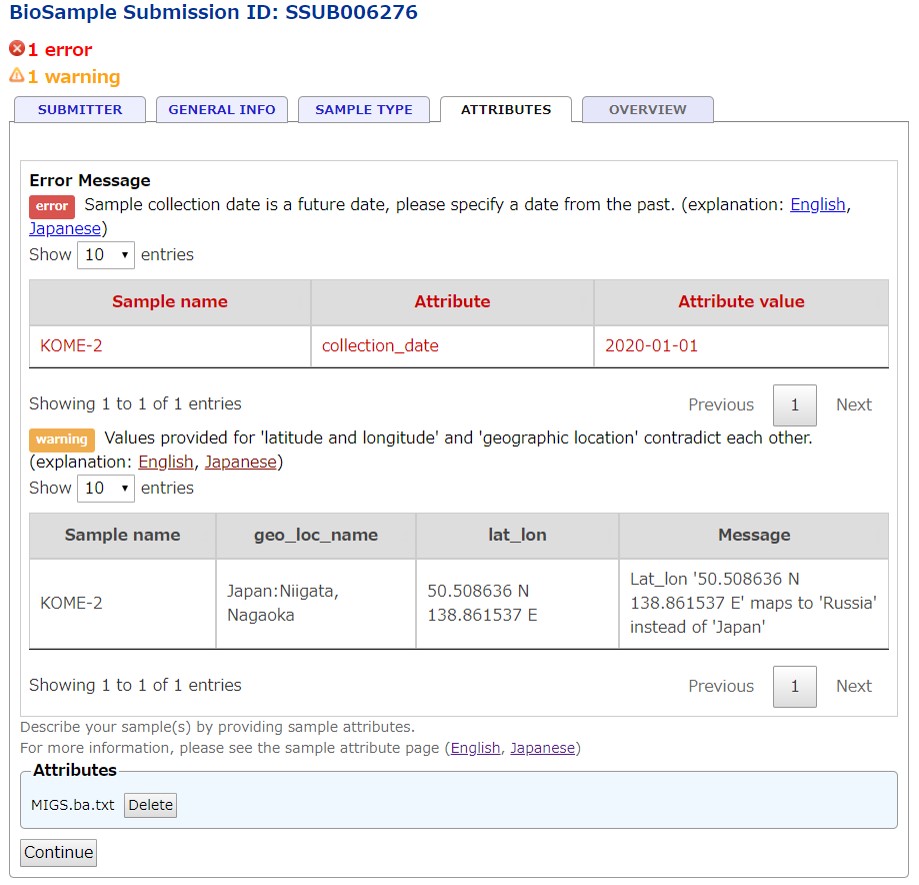 BioSample Submission ID: SSUB006276
1 error
1 warning
SUBMITTER GENERAL INFO SAMPLE TYPE ATTRIBUTES OVERVIEW
Error Message
error Sample collection date is a future date, please specify a date from the past. (explanation: English,
Japanese)
Show 10 entries
Sample name Attribute Attribute value
KOME-2 collection_date 2020-01-01
Showing 1 to 1 of 1 entries Previous 1 Next
warning Values provided for 'latitude and longitude' and 'geographic location' contradict each other.
(explanation: English, Japanese)
Show 10 entries
Sample name geo_loc_name lat_lon Message
KOME-2
Japan:Niigata,
Nagaoka
50.508636 N
138.861537 E
Lat_lon '50.508636 N
138.861537 E' maps to 'Russia'
instead of 'Japan'
Showing 1 to 1 of 1 entries Previous 1 Next
Describe your sample(s) by providing sample attributes.
For more information, please see the sample attribute page (English, Japanese)
Attributes
MIGS.ba.txt Delete
Continue